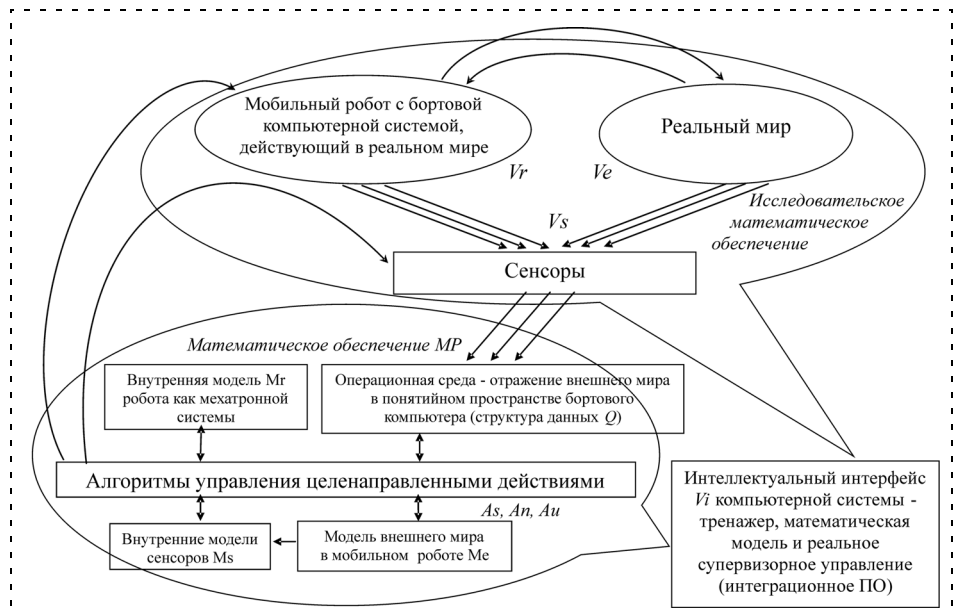 Мобильный робот с бортовой
компьютерной системой,
действующий в реальном мире
Реальный мир
Vr
Ve
Исследовательское
математическое
обеспечение
Vs
Сенсоры
Математическое обеспечение МР
Внутренняя модель Mr
робота как мехатронной
системы
Операционная среда - отражение внешнего мира
в понятийном пространстве бортового
компьютера (структура данных Q)
Алгоритмы управления целенаправленными действиями
As, An, Au
Внутренние модели
сенсоров Ms
Модель внешнего мира
в мобильном роботе Me
Интеллектуальный интерфейс
Vi компьютерной системы -
тренажер, математическая
модель и реальное
супервизорное управление
(интеграционное ПО)